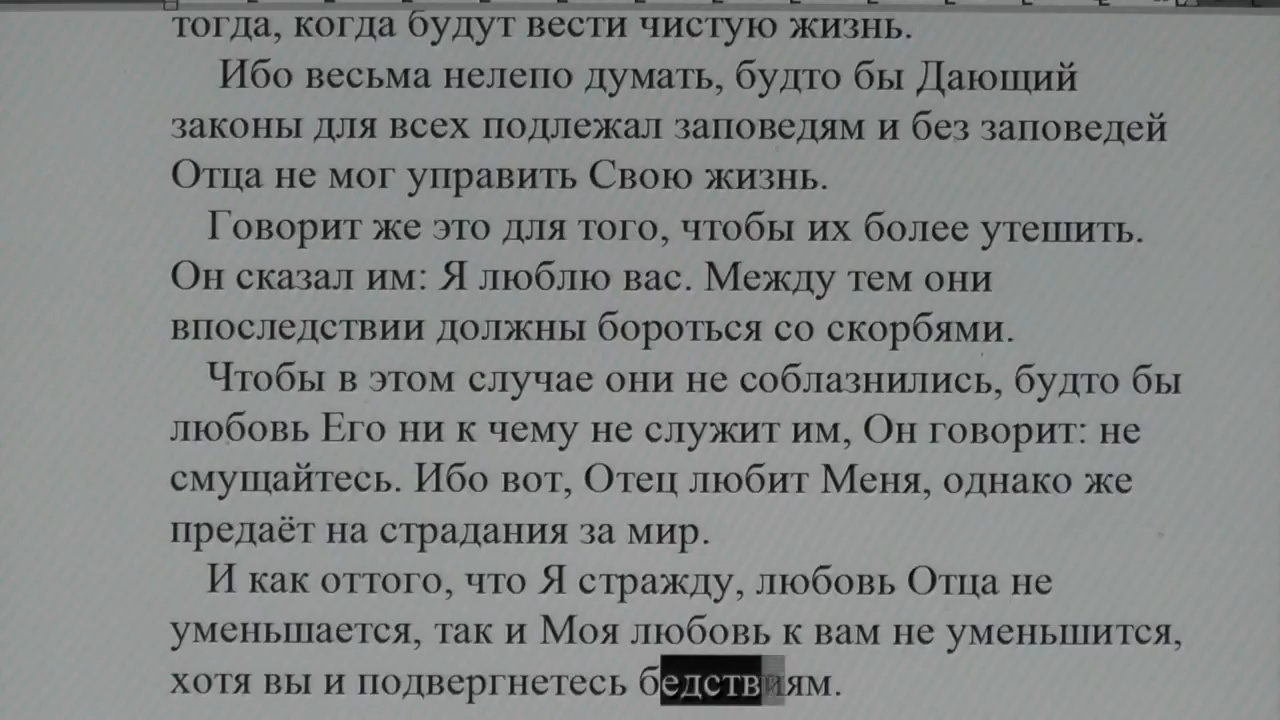 тогда, когда будут вести чистую жизнь.
Ибо весьма нелепо думать, будто бы Дающий
законы для всех подлежал заповедям и без заповедей
Отца не мог управить Свою жизнь.
Говорит же это для того, чтобы их более утешить.
Он сказал им: Я люблю вас. Между тем они
впоследствии должны бороться со скорбями.
Чтобы в этом случае они не соблазнились, будто бы
любовь Его ни к чему не служит им, Он говорит: не
смущайтесь. Ибо вот, Отец любит Меня, однако же
предаёт на страдания за мир.
И как оттого, что Я стражду, любовь Отца не
уменьшается, так и Моя любовь к вам не уменьшится,
хотя вы и подвергнетесь бедствиям.